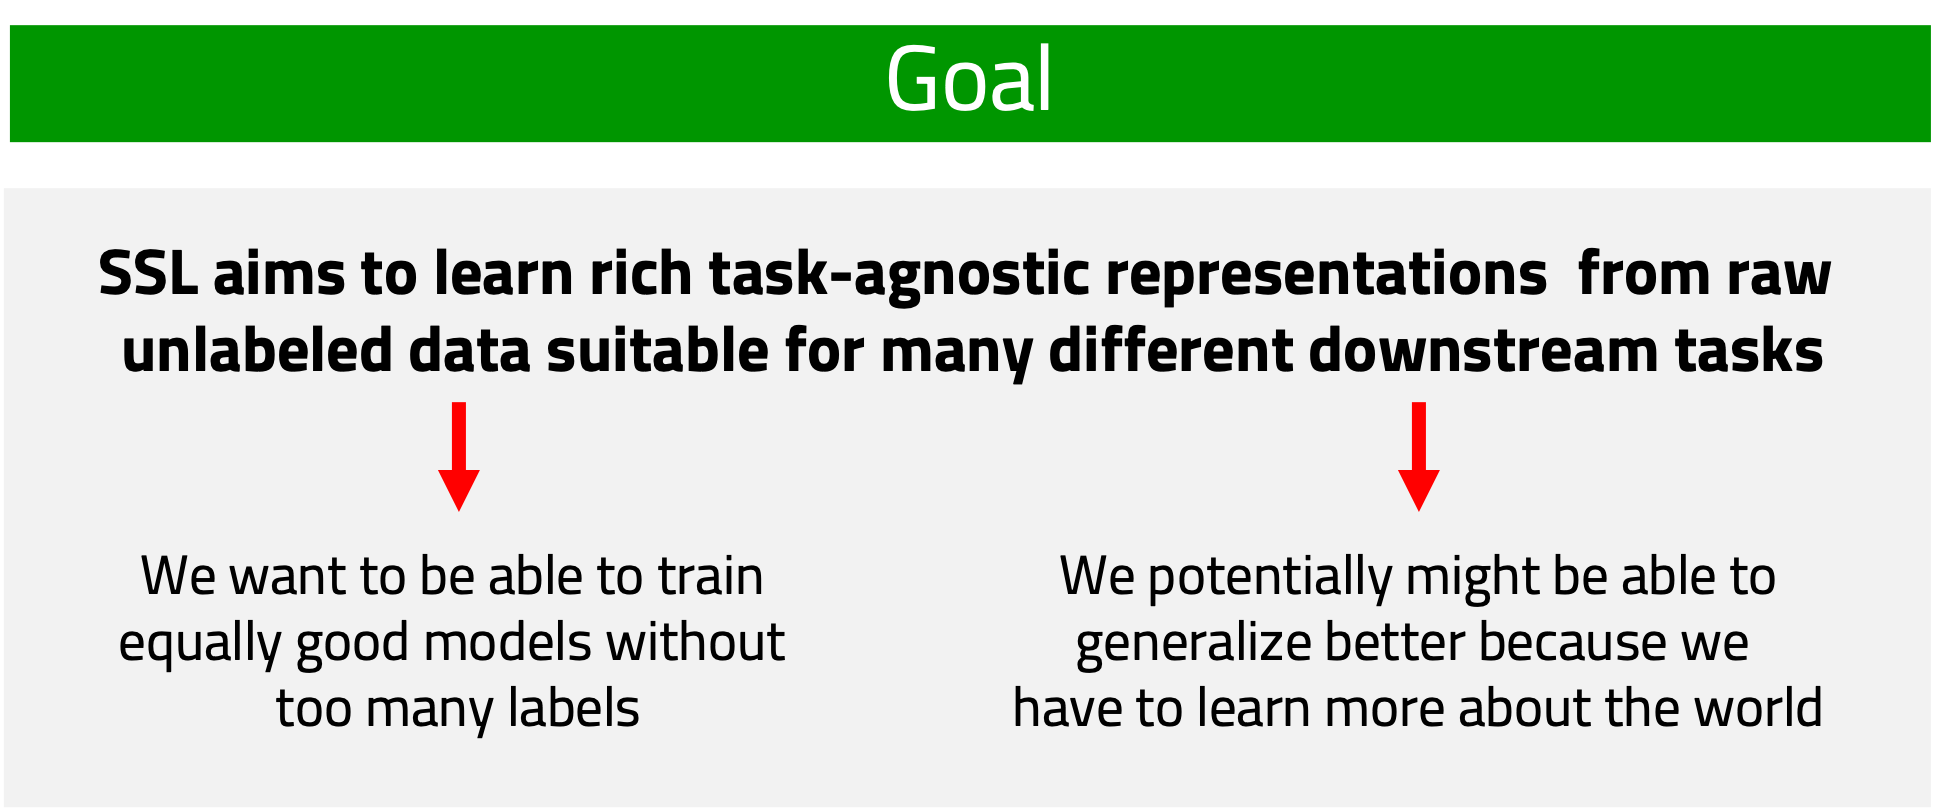 Goal
SSL aims to learn rich task-agnostic representations  from raw
unlabeled data suitable for many different downstream tasks
We want to be able to train
equally good models without
too many labels
We potentially might be able to
generalize better because we
have to learn more about the world